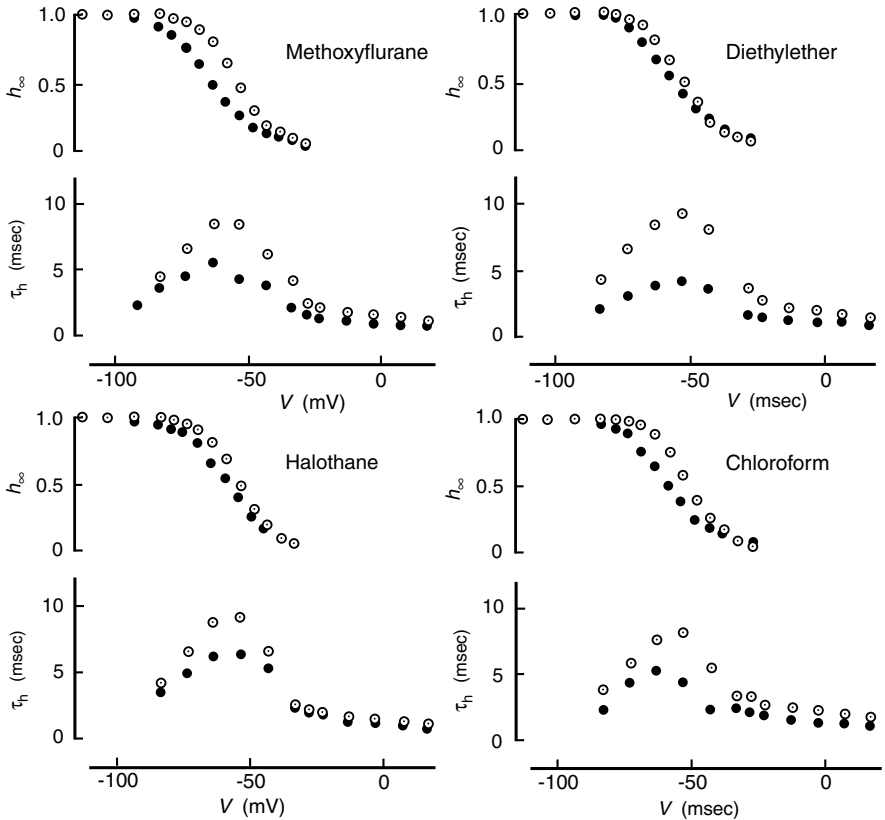 1.0
0.5
0
h∞
Methoxyflurane
10
5
0
τh (msec)
-100
-50
0
V (mV)
1.0
0.5
0
h∞
Diethylether
10
5
0
τh (msec)
-100
-50
0
V (msec)
1.0
0.5
0
h∞
Halothane
10
5
0
τh (msec)
-100
-50
0
V (mV)
1.0
0.5
0
h∞
Chloroform
10
5
0
τh (msec)
-100
-50
0
V (msec)